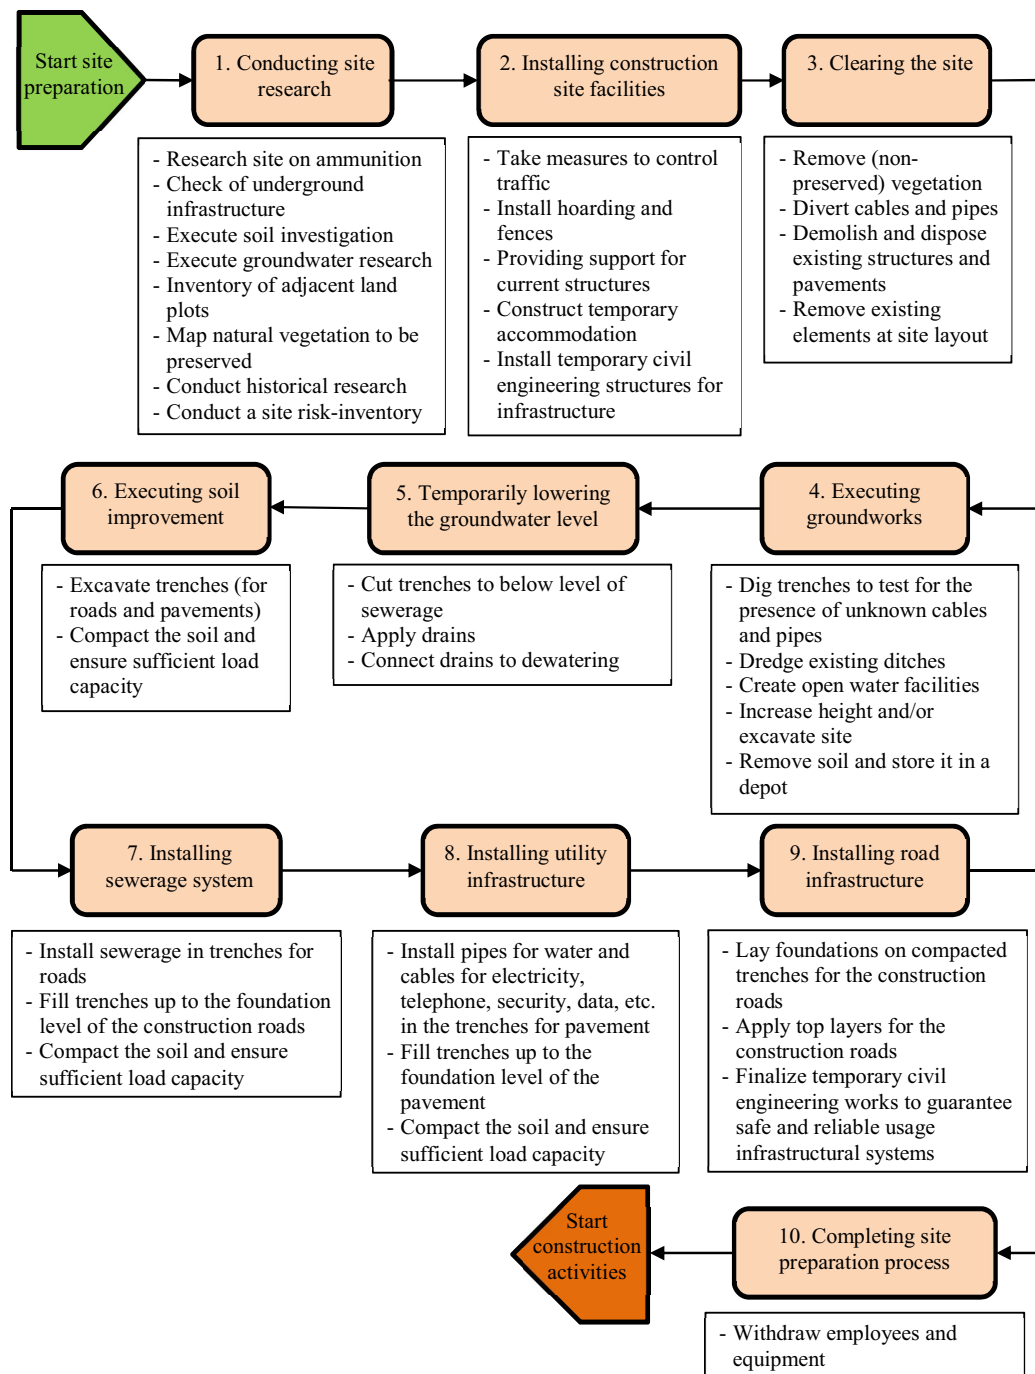 Start site
preparation
1. Conducting site
research
2. Installing construction
site facilities
3. Clearing the site
- Research site on ammunition
- Check of underground
infrastructure
- Execute soil investigation
- Execute groundwater research
- Inventory of adjacent land
plots
- Map natural vegetation to be
preserved
- Conduct historical research
- Conduct a site risk-inventory
- Take measures to control
traffic
- Install hoarding and
fences
- Providing support for
current structures
- Construct temporary
accommodation
- Install temporary civil
engineering structures for
infrastructure
- Remove (non-
preserved) vegetation
- Divert cables and pipes
- Demolish and dispose
existing structures and
pavements
- Remove existing
elements at site layout
4. Executing
groundworks
- Dig trenches to test for the
presence of unknown cables
and pipes
- Dredge existing ditches
- Create open water facilities
- Increase height and/or
excavate site
- Remove soil and store it in a
depot
5. Temporarily lowering
the groundwater level
- Cut trenches to below level of
sewerage
- Apply drains
- Connect drains to dewatering
6. Executing soil
improvement
- Excavate trenches (for
roads and pavements)
- Compact the soil and
ensure sufficient load
capacity
7. Installing
sewerage system
- Install sewerage in trenches for
roads
- Fill trenches up to the foundation
level of the construction roads
- Compact the soil and ensure
sufficient load capacity
8. Installing utility
infrastructure
- Install pipes for water and
cables for electricity,
telephone, security, data, etc.
in the trenches for pavement
- Fill trenches up to the
foundation level of the
pavement
- Compact the soil and ensure
sufficient load capacity
9. Installing road
infrastructure
- Lay foundations on compacted
trenches for the construction
roads
- Apply top layers for the
construction roads
- Finalize temporary civil
engineering works to guarantee
safe and reliable usage
infrastructural systems
10. Completing site
preparation process
- Withdraw employees and
equipment
Start
construction
activities